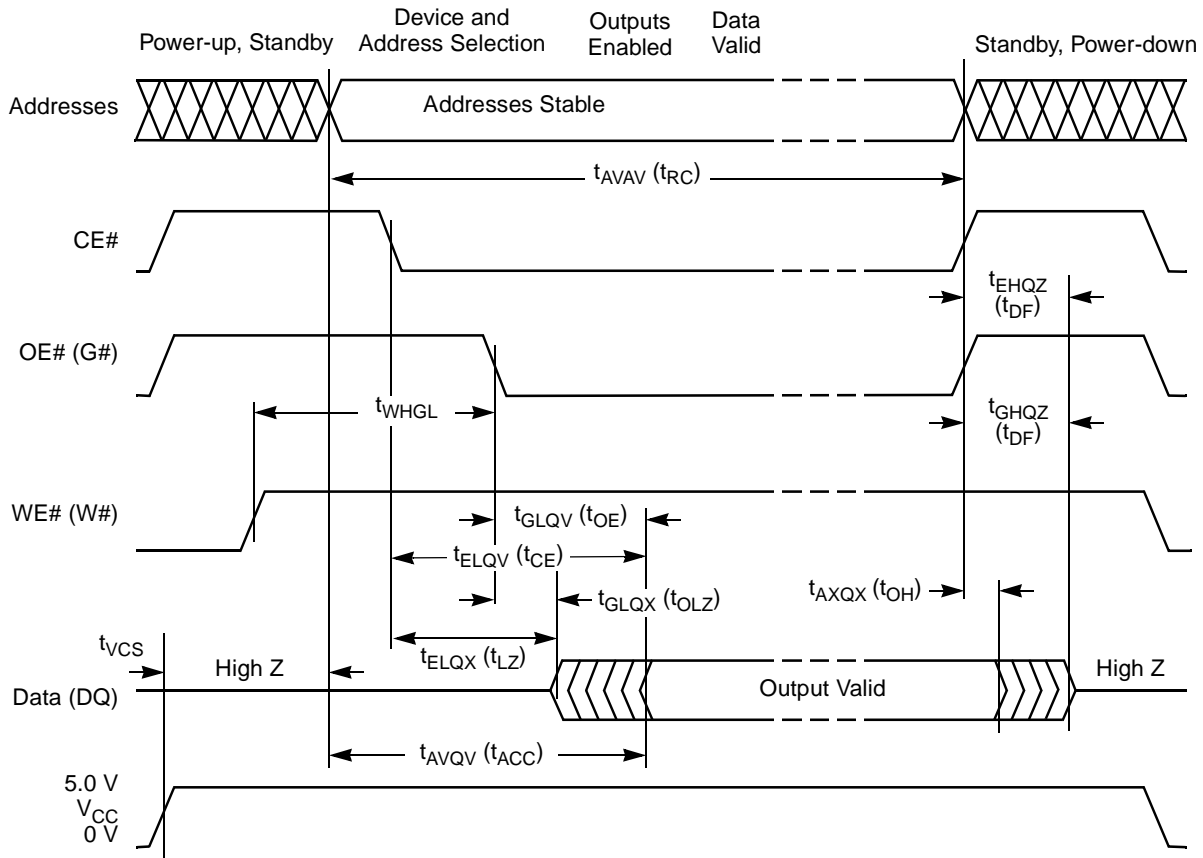 Power-up, Standby
Device and
Address Selection
Outputs
Enabled
Data
Valid
Standby, Power-down
Addresses
Addresses Stable
tAVAV (tRC)
CE#
tEHQZ
(tDF)
OE# (G#)
tWHGL
tGHQZ
(tDF)
WE# (W#)
tGLQV (tOE)
tELQV (tCE)
tGLQX (tOLZ)
tAXQX (tOH)
tVCS
tELQX (tLZ)
High Z
Output Valid
High Z
Data (DQ)
tAVQV (tACC)
5.0 V
VCC
0 V